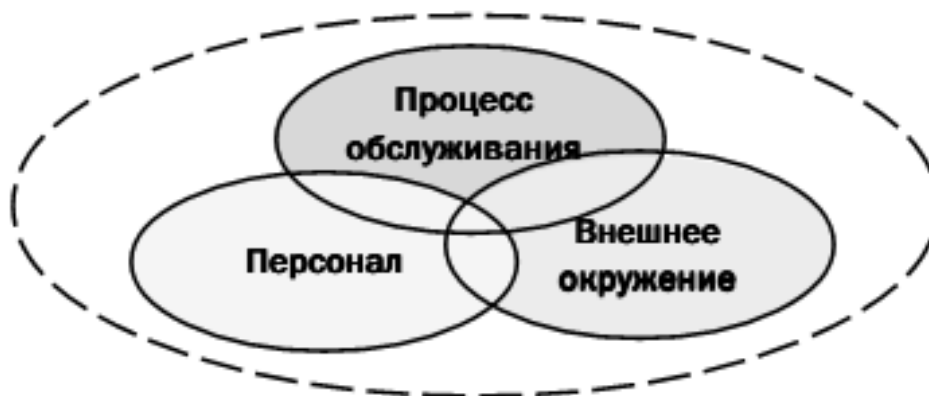 Процесс
обслуживания
Персонал
Внешнее
окружение